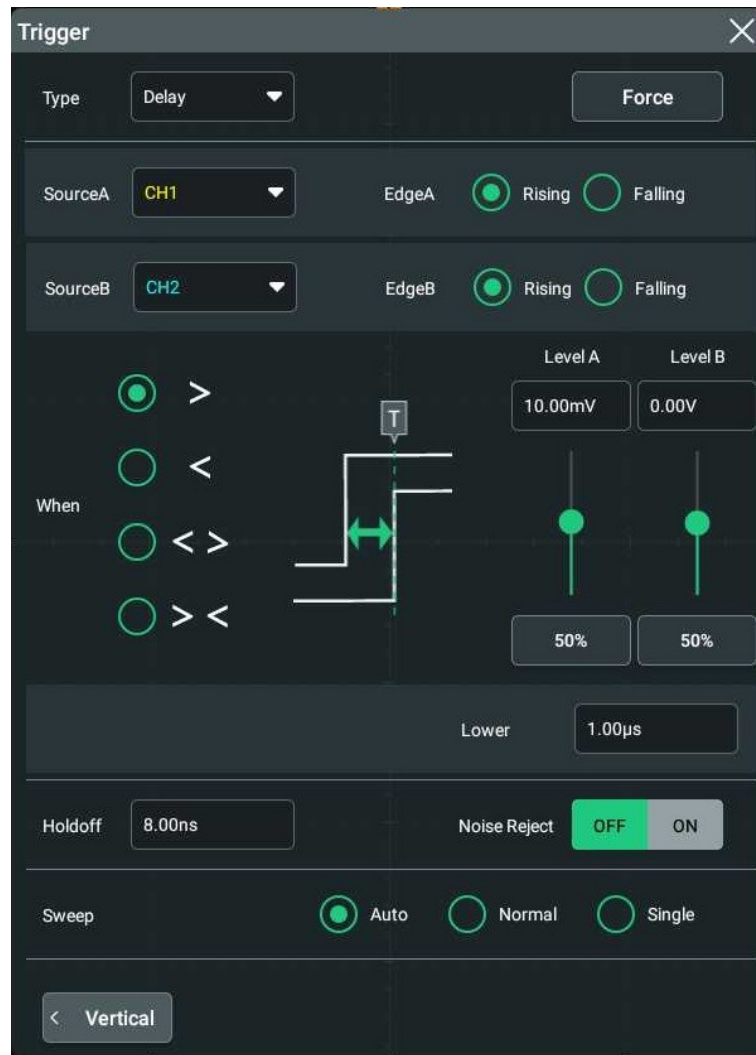 Trigger
Type Delay Force
SourceA CH1 EdgeA Rising Falling
SourceB CH2 EdgeB Rising Falling
Level A Level B
>
10.00mV 0.00V
T
<
When
< >
> <
50% 50%
Lower 1.00µs
Holdoff 8.00ns Noise Reject OFF ON
Sweep Auto Normal Single
< Vertical